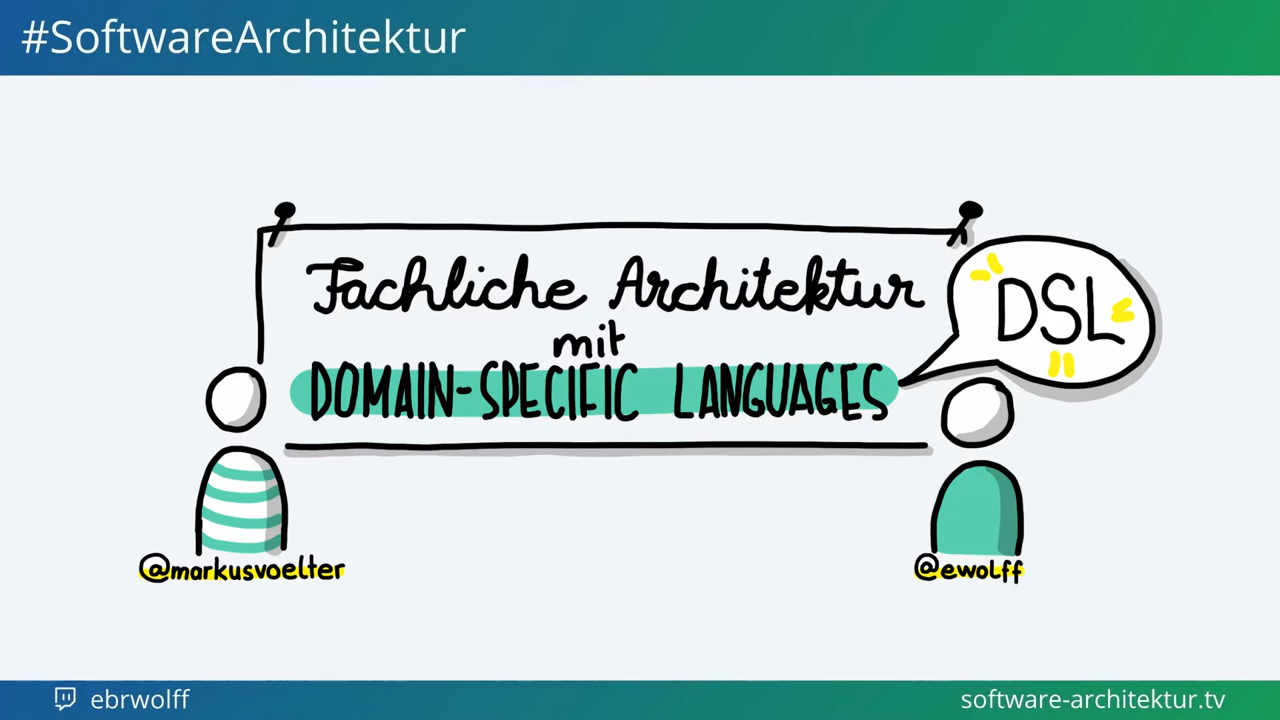 #SoftwareArchitektur
Fachliche Architektur
mit
DOMAIN-SPECIFIC LANGUAGES
DSL
@markusvoelter
@ewolff
ebrwolff
software-architektur.tv